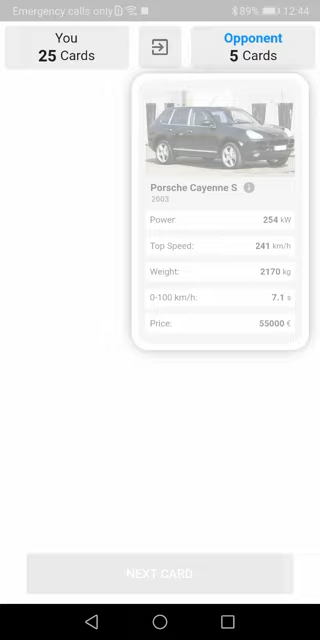 Emergency calls only 89% 12:44
You
25 Cards
Opponent
5 Cards
Porsche Cayenne S
2003
Power: 254 kW
Top Speed: 241 km/h
Weight: 2170 kg
0-100 km/h: 7.1 s
Price: 55000 €
NEXT CARD